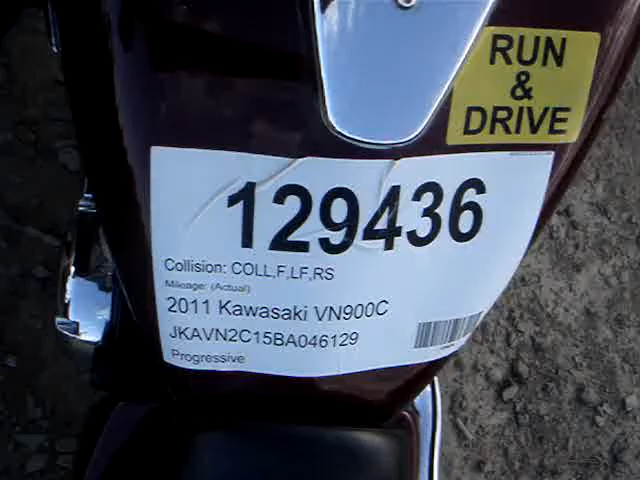 RUN
&
DRIVE
129436
Collision: COLL,F,LF,RS
Mileage: (Actual)
2011 Kawasaki VN900C
JKAVN2C15BA046129
Progressive